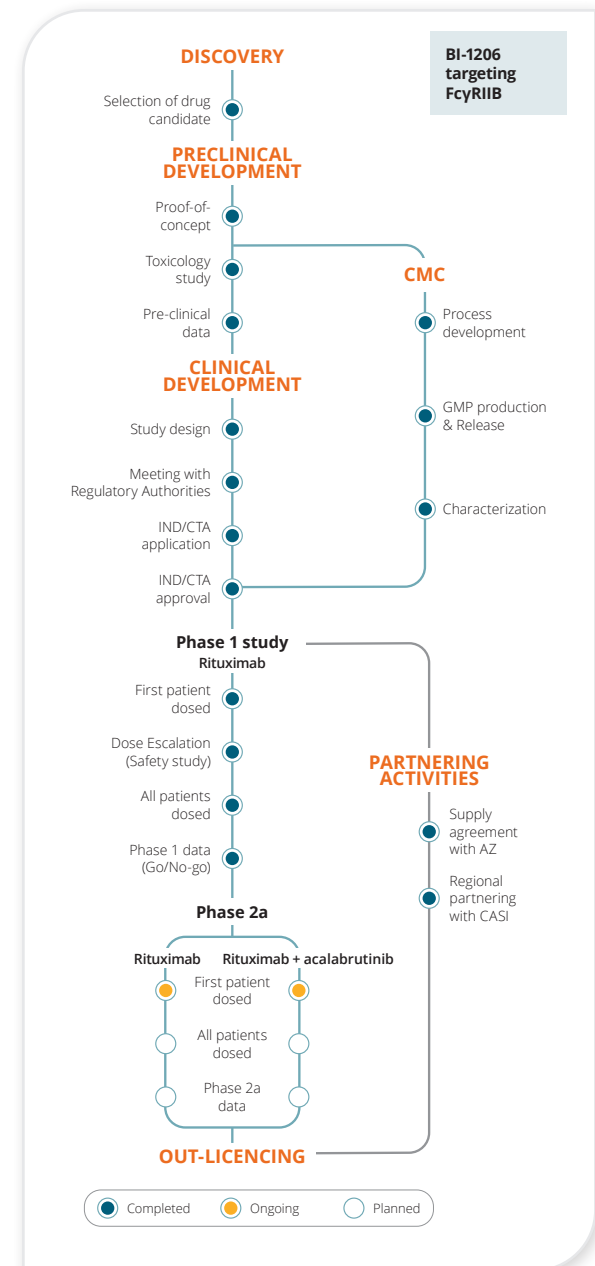 DISCOVERY
BI-1206
targeting
FcyRIIB
Selection of drug
candidate
PRECLINICAL
DEVELOPMENT
Proof-of-
concept
Toxicology
study
CMC
Pre-clinical
data
Process
development
CLINICAL
DEVELOPMENT
GMP production
& Release
Study design
Meeting with
Regulatory Authorities
Characterization
IND/CTA
application
IND/CTA
approval
Phase 1 study
Rituximab
First patient
dosed
Dose Escalation
(Safety study)
PARTNERING
ACTIVITIES
All patients
dosed
Supply
agreement
with AZ
Phase 1 data
(Go/No-go)
Regional
partnering
with CASI
Phase 2a
Rituximab
Rituximab + acalabrutinib
First patient
dosed
All patients
dosed
Phase 2a
data
OUT-LICENCING
Completed
Ongoing
Planned